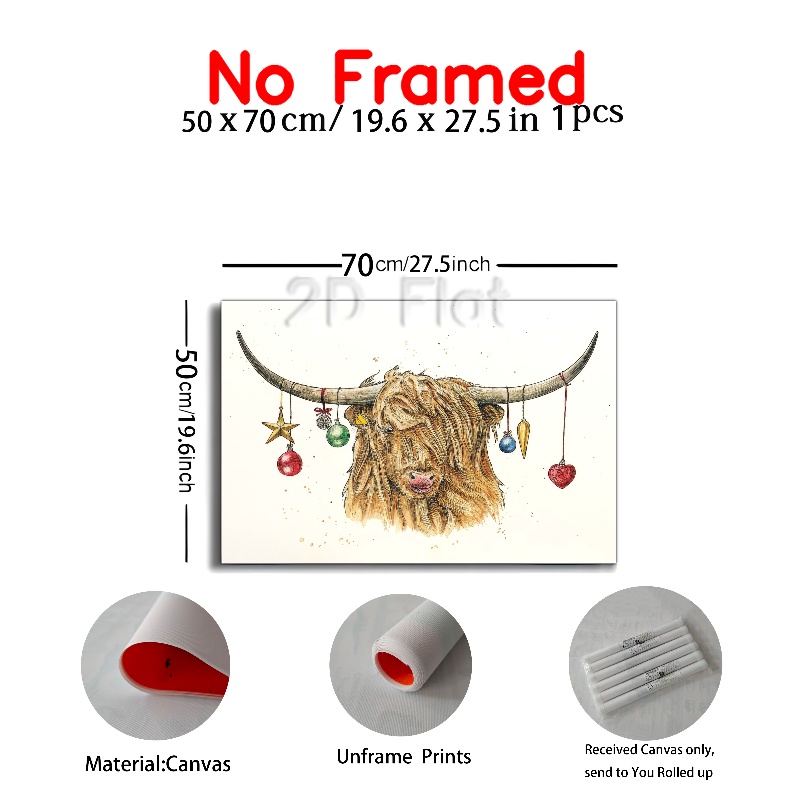 No Framed
50 x 70 cm/ 19.6 x 27.5 in 1pcs
70cm/27.5inch
2D Flat
50cm/19.6inch
Material:Canvas
Unframe Prints
Received Canvas only,
send to You Rolled up